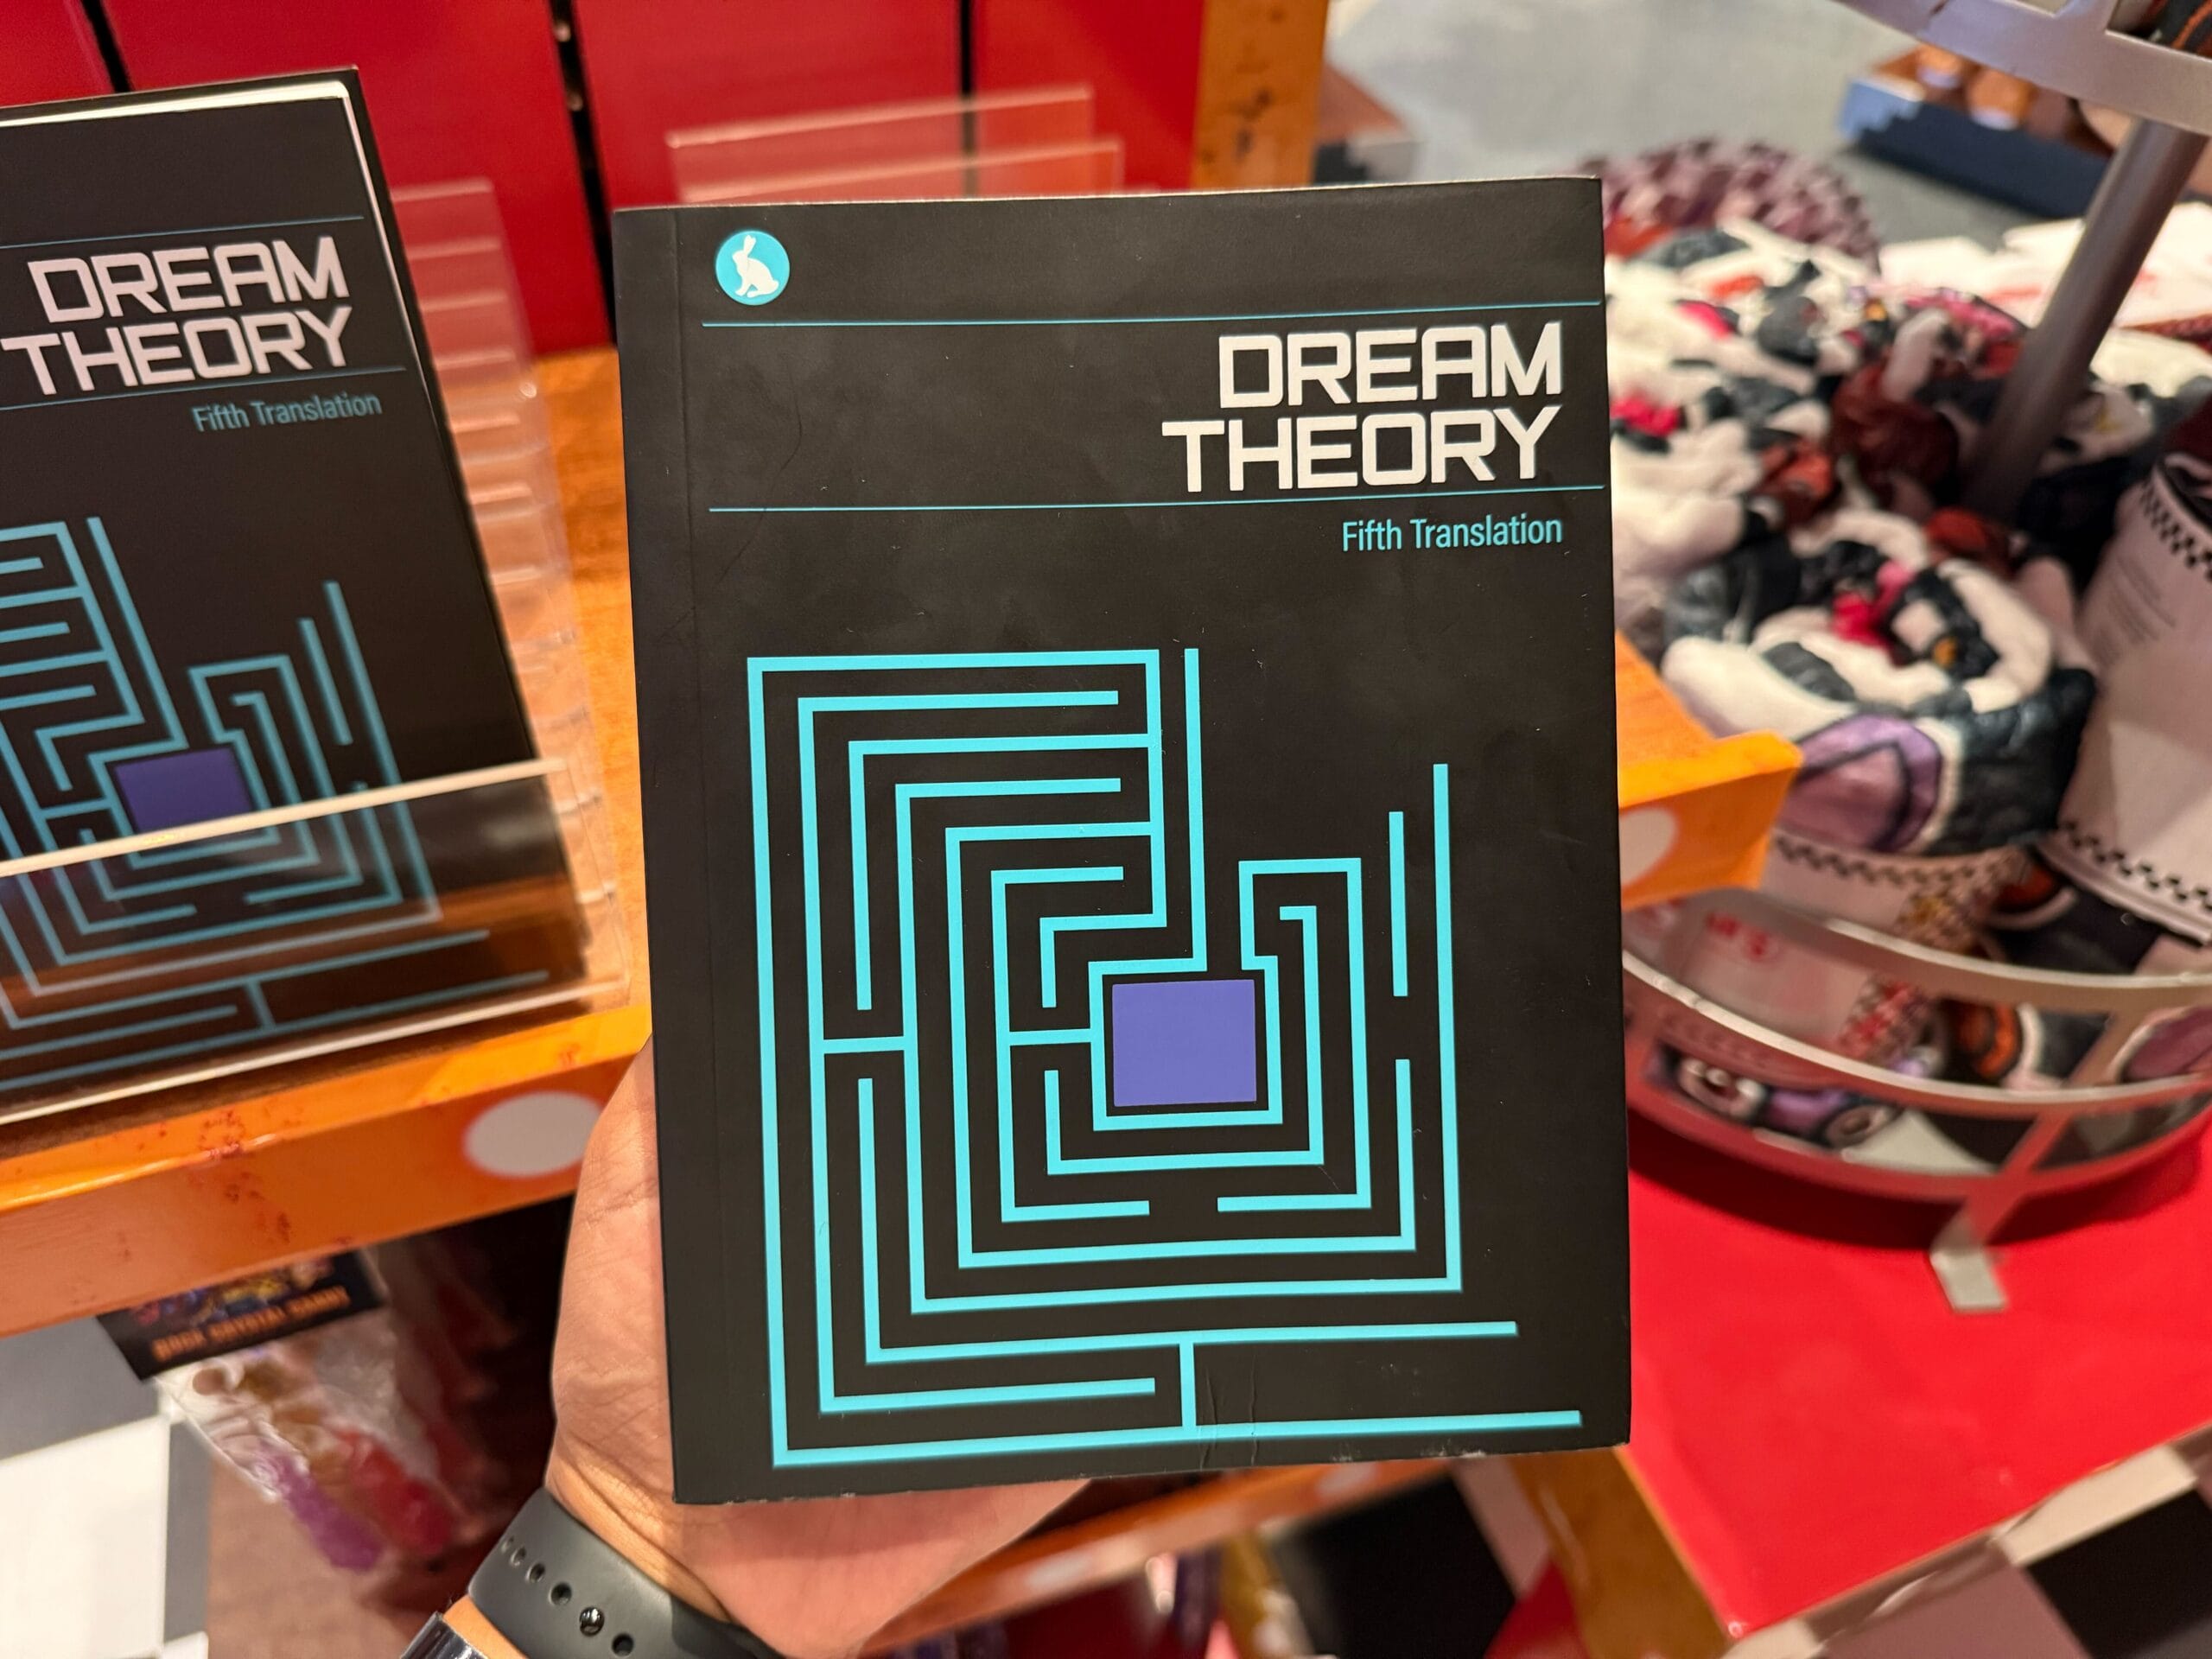 DREAM
THEORY
Fifth Translation
DREAM
THEORY
Fifth Translation